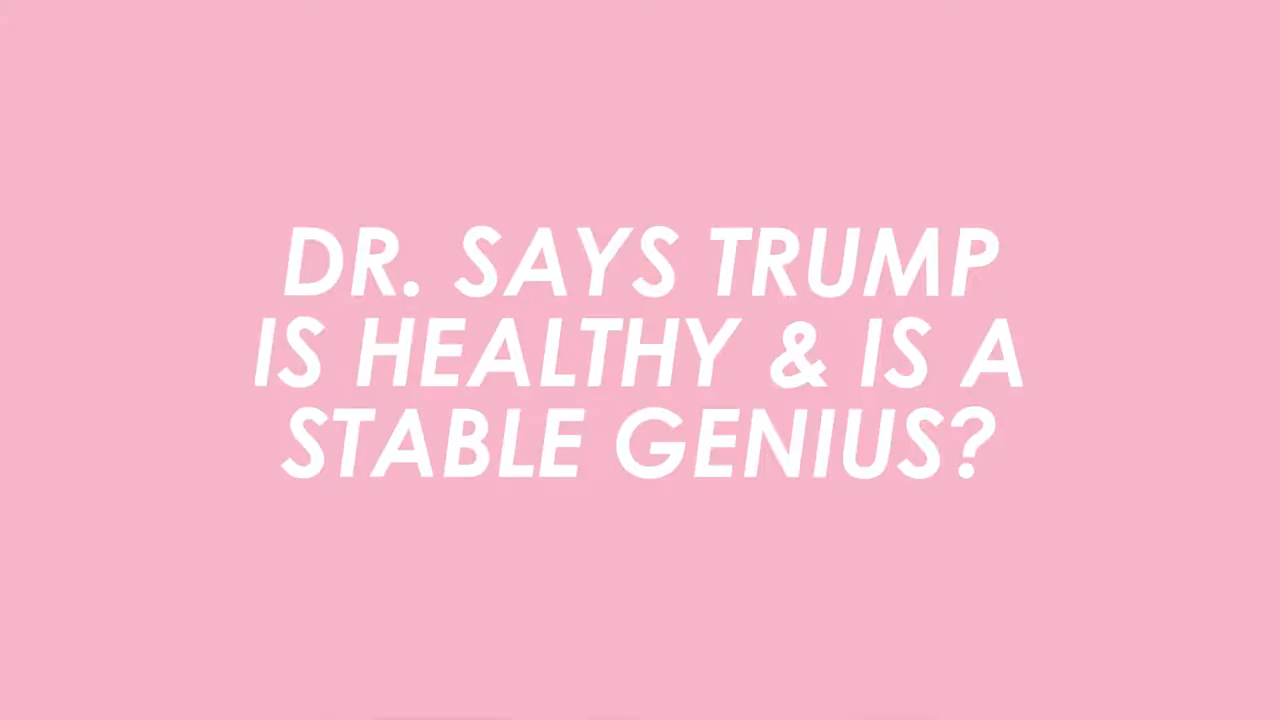 DR. SAYS TRUMP
IS HEALTHY & IS A
STABLE GENIUS?